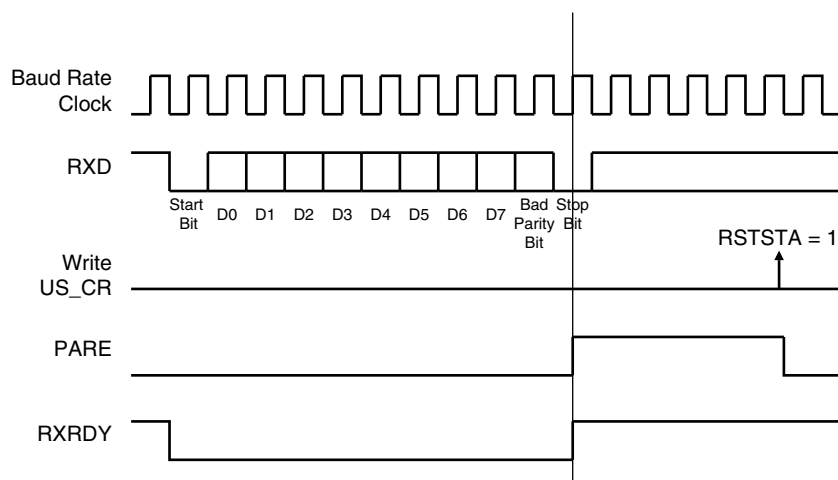 Baud Rate
Clock
RXD
Start
Bit
D0
D1
D2
D3
D4
D5
D6
D7
Bad
Parity
Bit
Stop
Bit
RSTSTA = 1
Write
US_CR
PARE
RXRDY